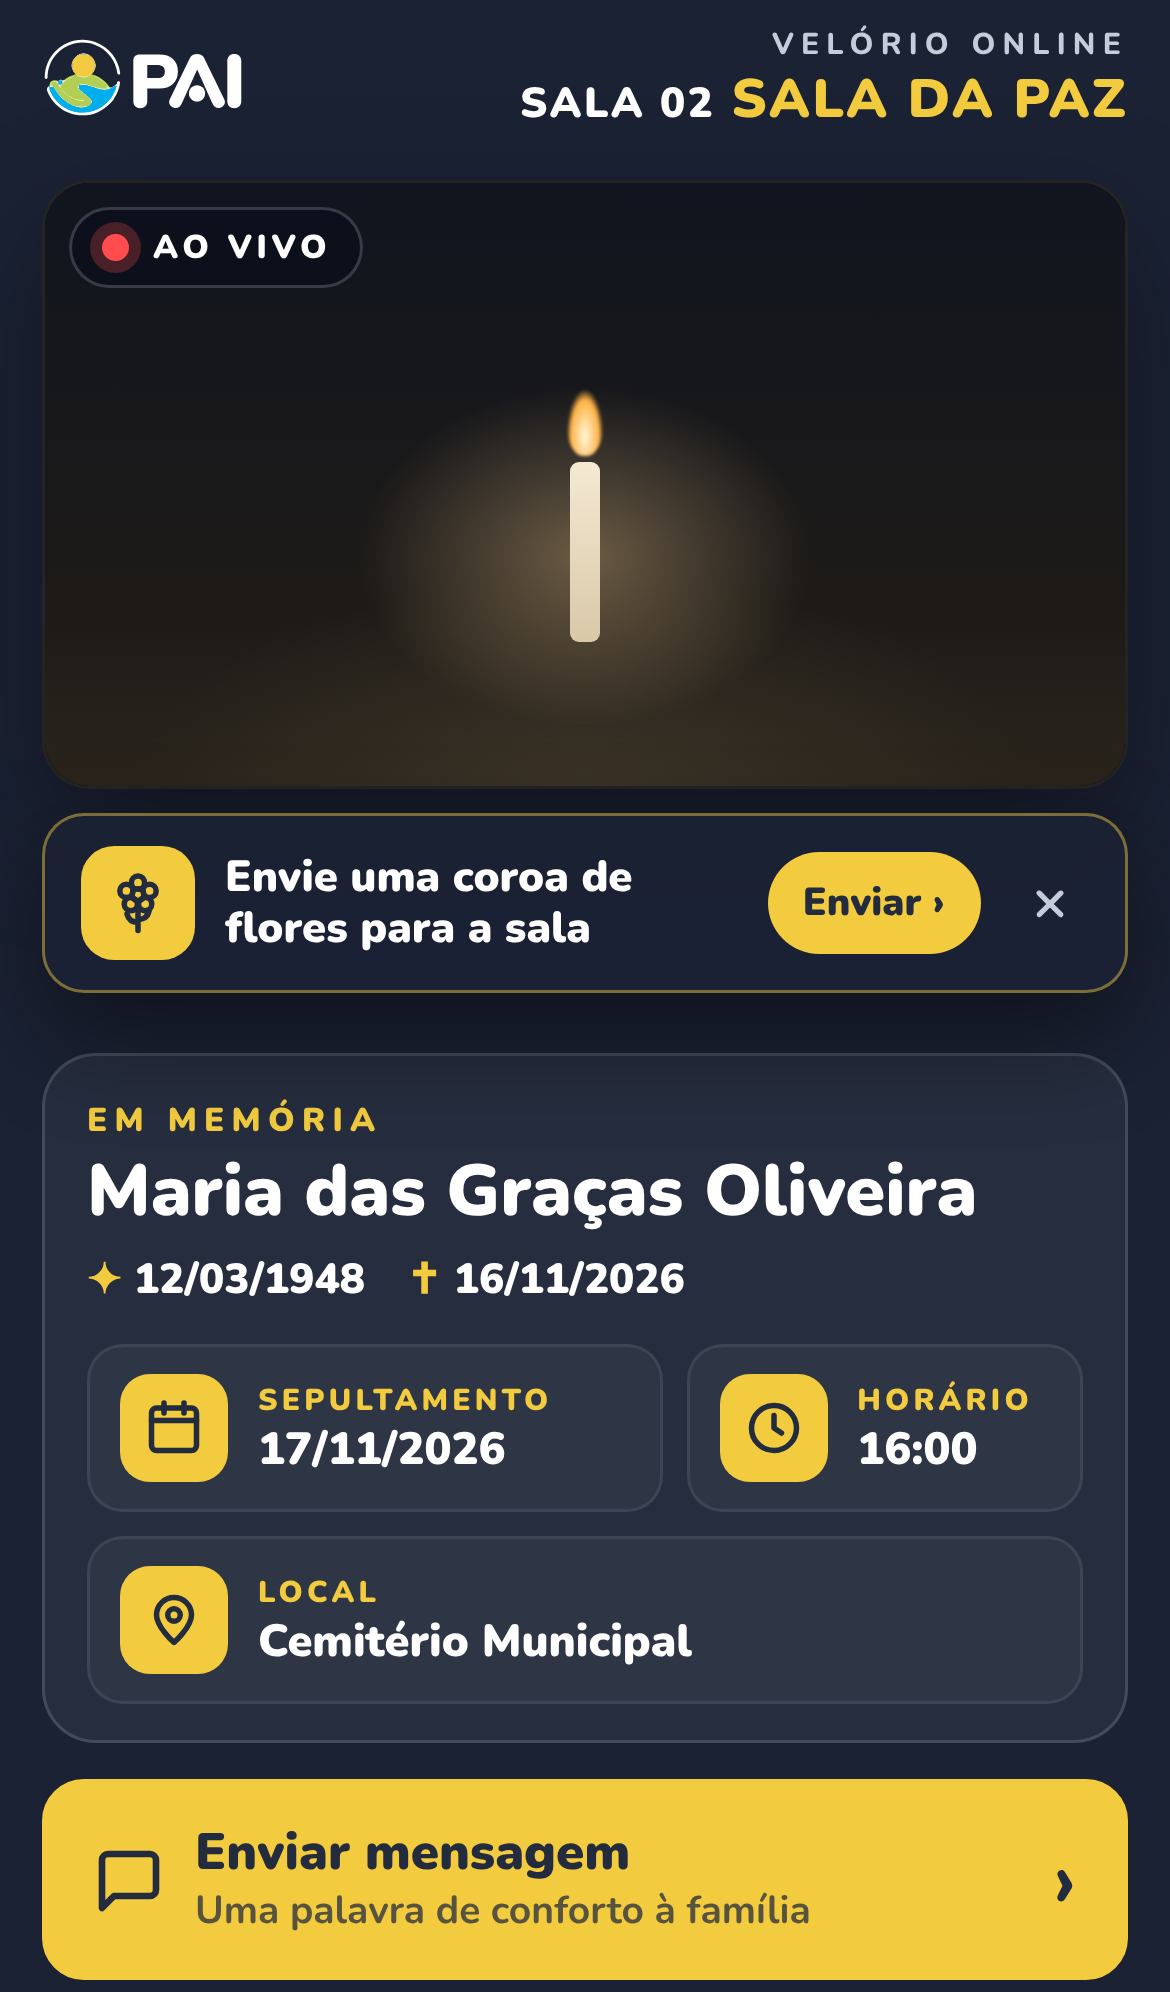 PAI
VELÓRIO ONLINE
SALA 02 SALA DA PAZ
AO VIVO
Envie uma coroa de
flores para a sala
Enviar ›
EM MEMÓRIA
Maria das Graças Oliveira
✦ 12/03/1948 ✝ 16/11/2026
SEPULTAMENTO
17/11/2026
HORÁRIO
16:00
LOCAL
Cemitério Municipal
Enviar mensagem
Uma palavra de conforto à família
›